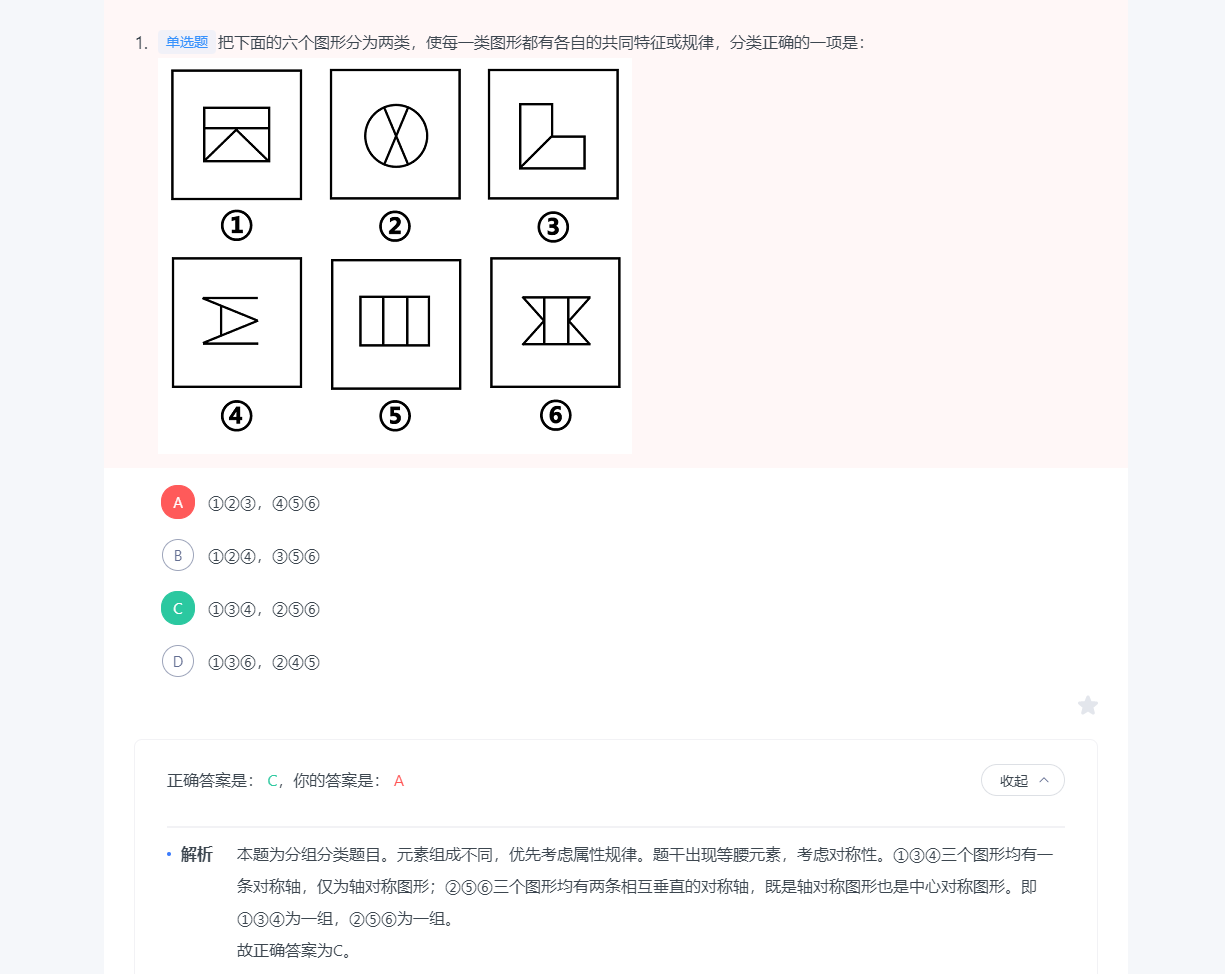 1. 单选题 把下面的六个图形分为两类，使每一类图形都有各自的共同特征或规律，分类正确的一项是：
① ② ③
④ ⑤ ⑥
A ①②③，④⑤⑥
B ①②④，③⑤⑥
C ①③④，②⑤⑥
D ①③⑥，②④⑤
正确答案是： C，你的答案是： A 收起
• 解析 本题为分组分类题目。元素组成不同，优先考虑属性规律。题干出现等腰元素，考虑对称性。①③④三个图形均有一
条对称轴，仅为轴对称图形；②⑤⑥三个图形均有两条相互垂直的对称轴，既是轴对称图形也是中心对称图形。即
①③④为一组，②⑤⑥为一组。
故正确答案为C。